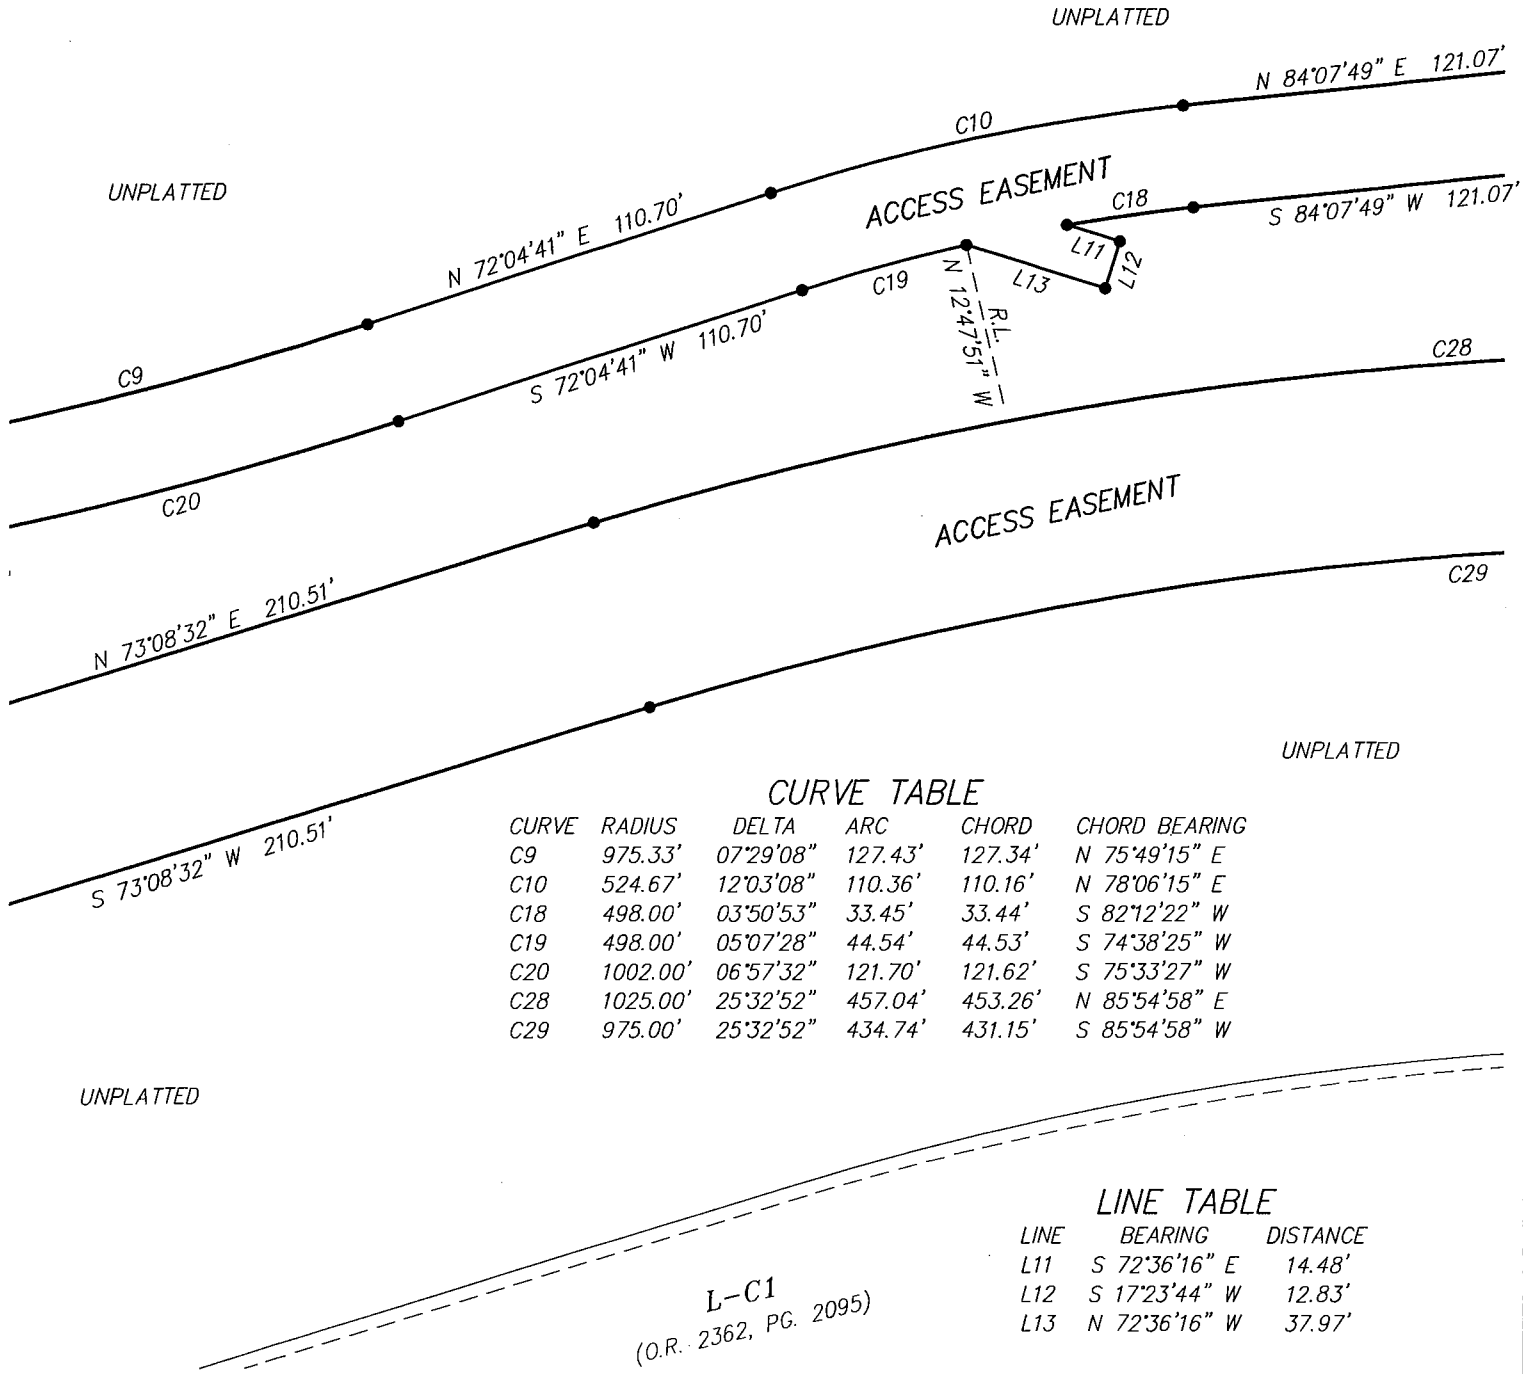 UNPLATTED
N 84°07'49" E 121.07'
C10
UNPLATTED
ACCESS EASEMENT
C18
S 84°07'49" W 121.07'
N 72°04'41" E 110.70'
L11
L12
L13
C19
N 12°47'51" W
R.L.
S 72°04'41" W 110.70'
C9
C28
C20
ACCESS EASEMENT
C29
N 73°08'32" E 210.51'
UNPLATTED
S 73°08'32" W 210.51'
CURVE TABLE
CURVE RADIUS DELTA ARC CHORD CHORD BEARING
C9 975.33' 07°29'08" 127.43' 127.34' N 75°49'15" E
C10 524.67' 12°03'08" 110.36' 110.16' N 78°06'15" E
C18 498.00' 03°50'53" 33.45' 33.44' S 82°12'22" W
C19 498.00' 05°07'28" 44.54' 44.53' S 74°38'25" W
C20 1002.00' 06°57'32" 121.70' 121.62' S 75°33'27" W
C28 1025.00' 25°32'52" 457.04' 453.26' N 85°54'58" E
C29 975.00' 25°32'52" 434.74' 431.15' S 85°54'58" W
UNPLATTED
LINE TABLE
LINE BEARING DISTANCE
L11 S 72°36'16" E 14.48'
L12 S 17°23'44" W 12.83'
L13 N 72°36'16" W 37.97'
L-C1
(O.R. 2362, PG. 2095)